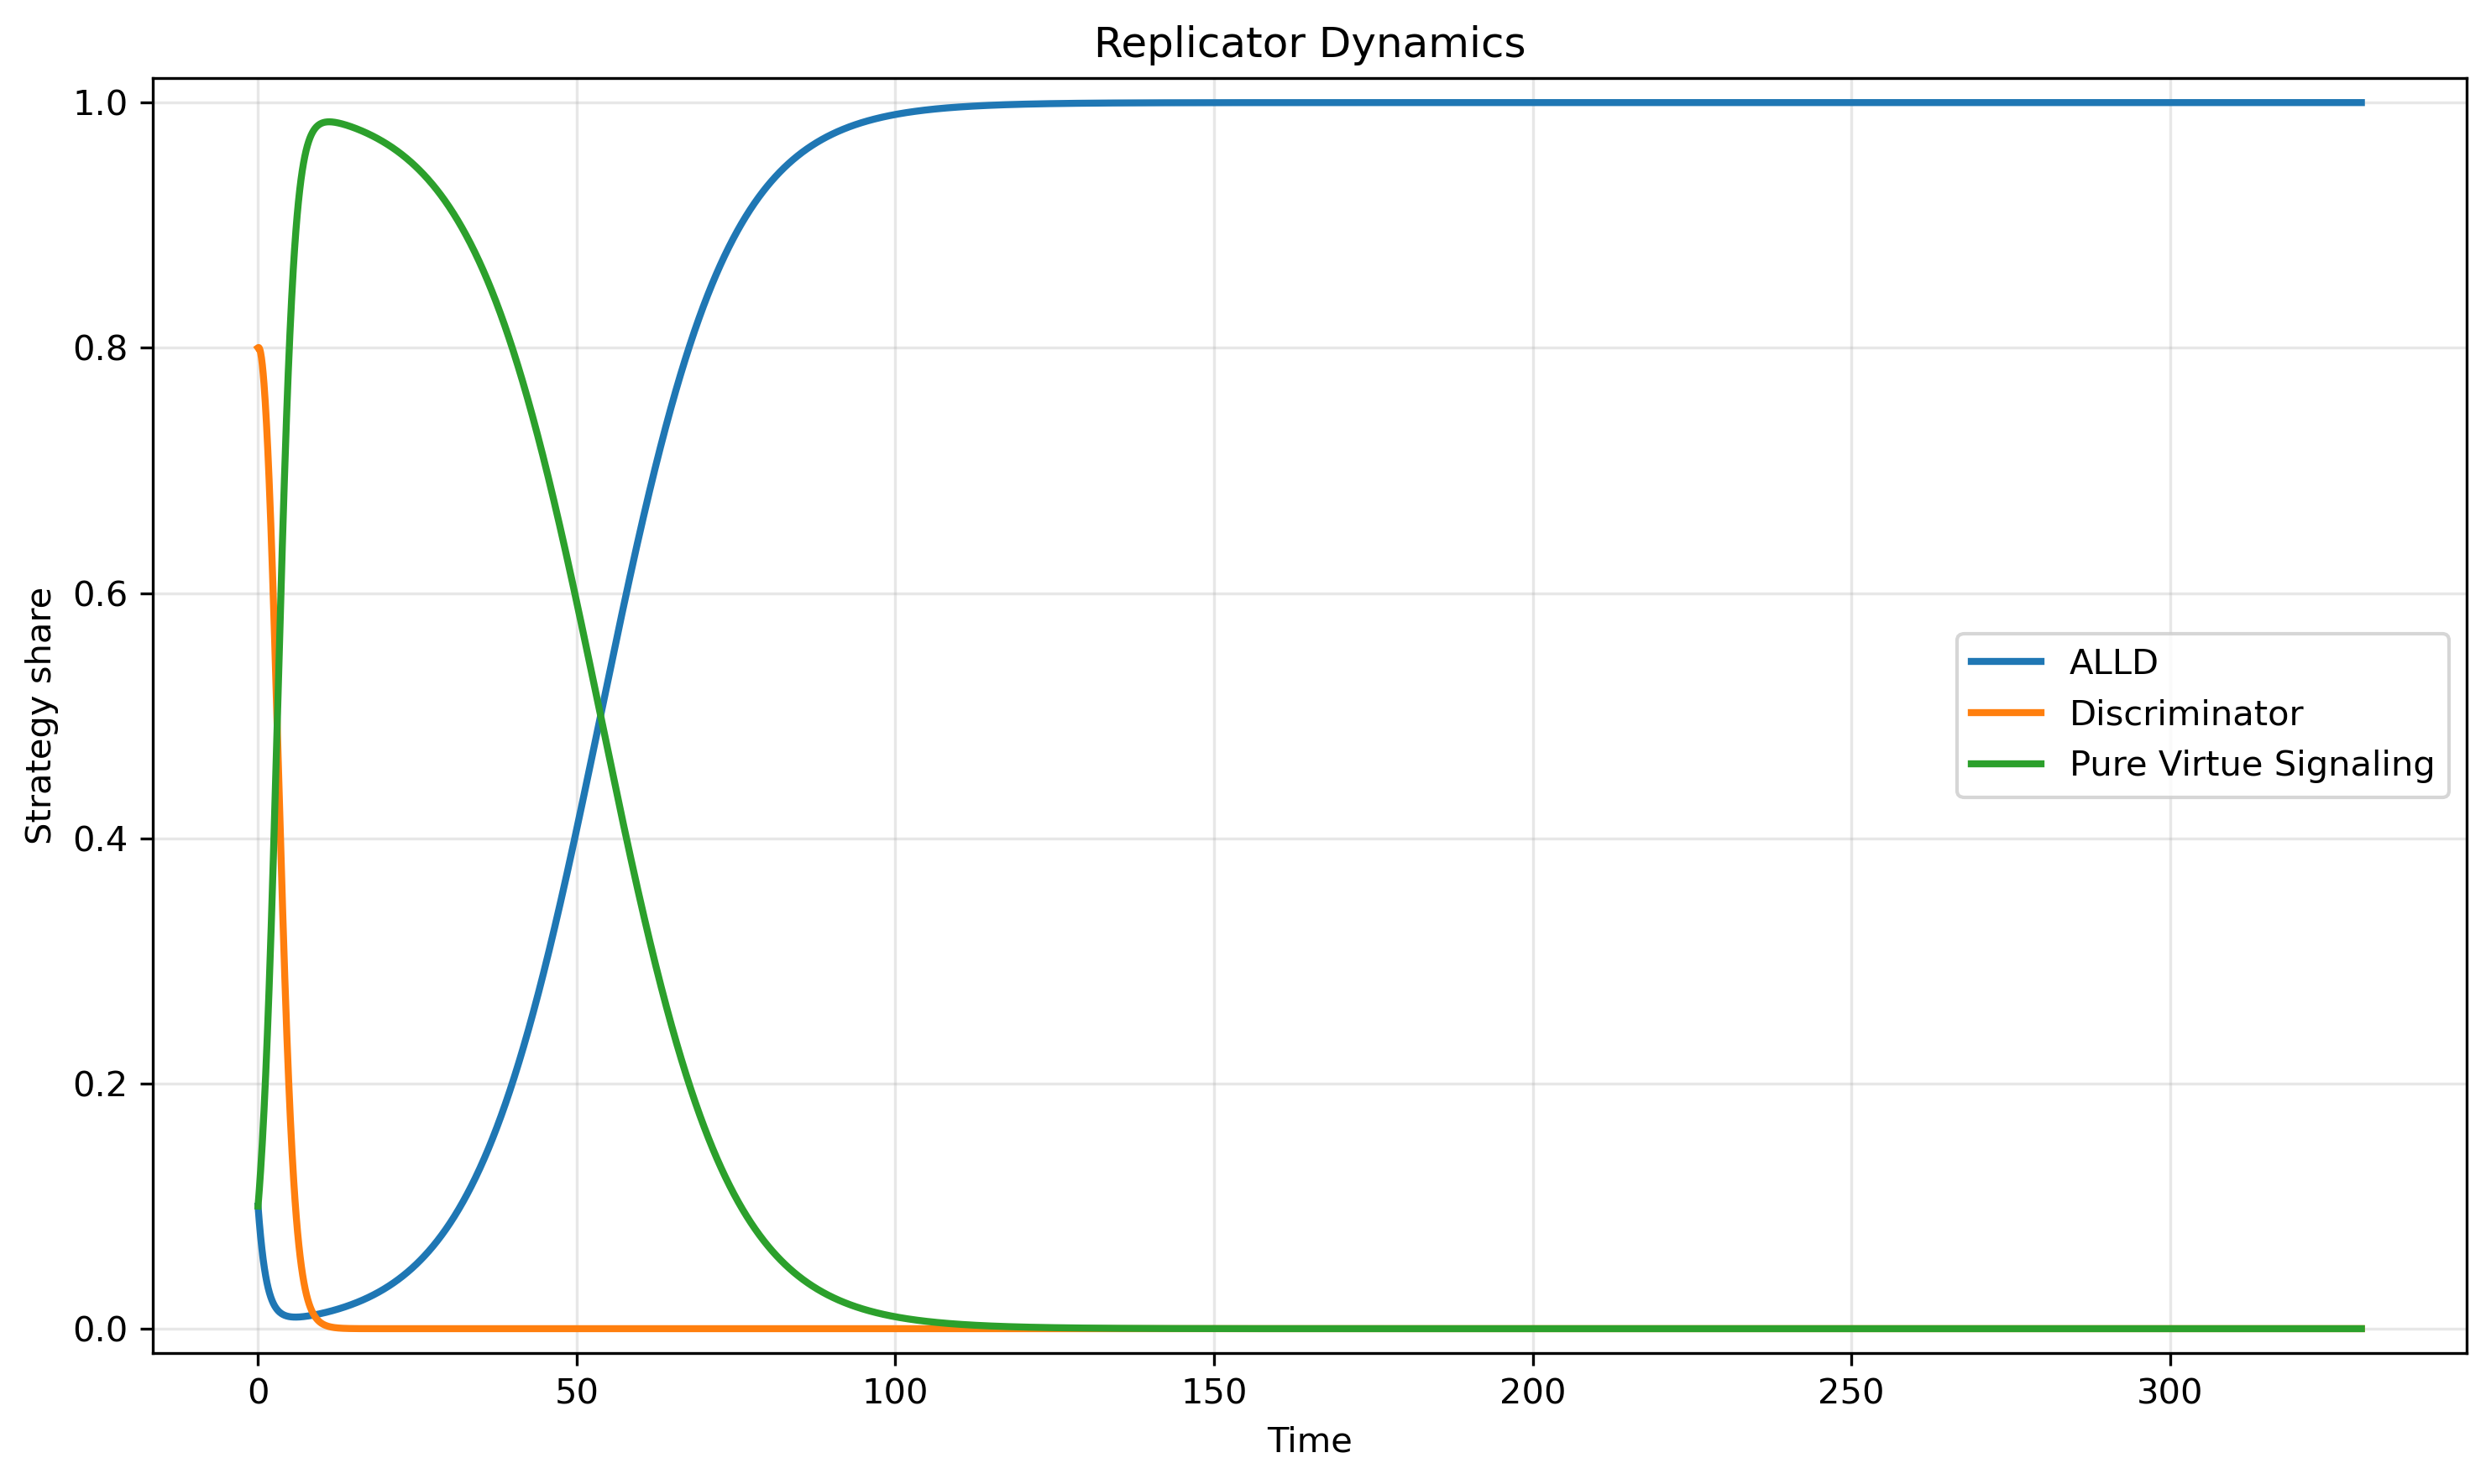 Replicator Dynamics
1.0
0.8
0.6
0.4
0.2
0.0
Strategy share
ALLD
Discriminator
Pure Virtue Signaling
0 50 100 150 200 250 300
Time